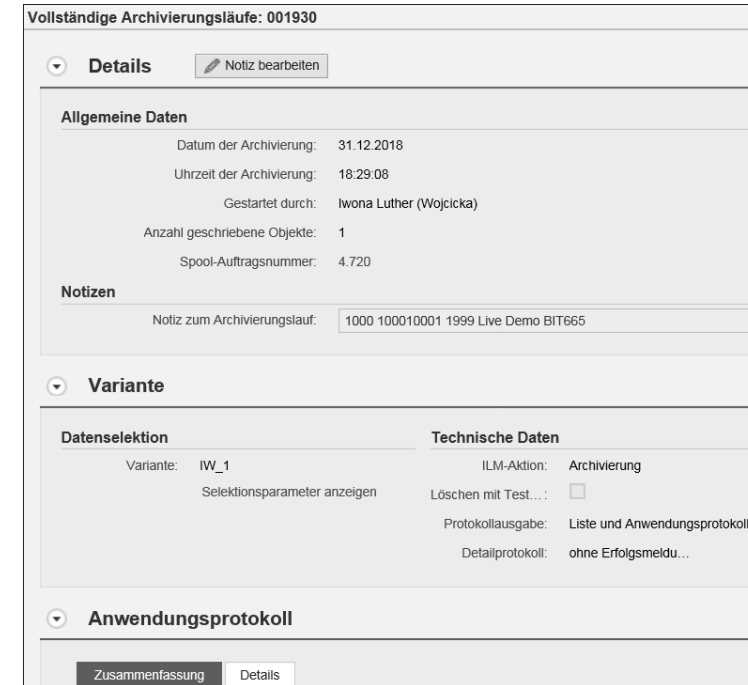 Vollständige Archivierungsläufe: 001930
Details Notiz bearbeiten
Allgemeine Daten
Datum der Archivierung: 31.12.2018
Uhrzeit der Archivierung: 18:29:08
Gestartet durch: Iwona Luther (Wojcicka)
Anzahl geschriebene Objekte: 1
Spool-Auftragsnummer: 4.720
Notizen
Notiz zum Archivierungslauf: 1000 100010001 1999 Live Demo BIT665
Variante
Datenselektion Technische Daten
Variante: IW_1 ILM-Aktion: Archivierung
Selektionsparameter anzeigen Löschen mit Test...:
Protokollausgabe: Liste und Anwendungsprotokoll
Detailprotokoll: ohne Erfolgsmeldu...
Anwendungsprotokoll
Zusammenfassung Details